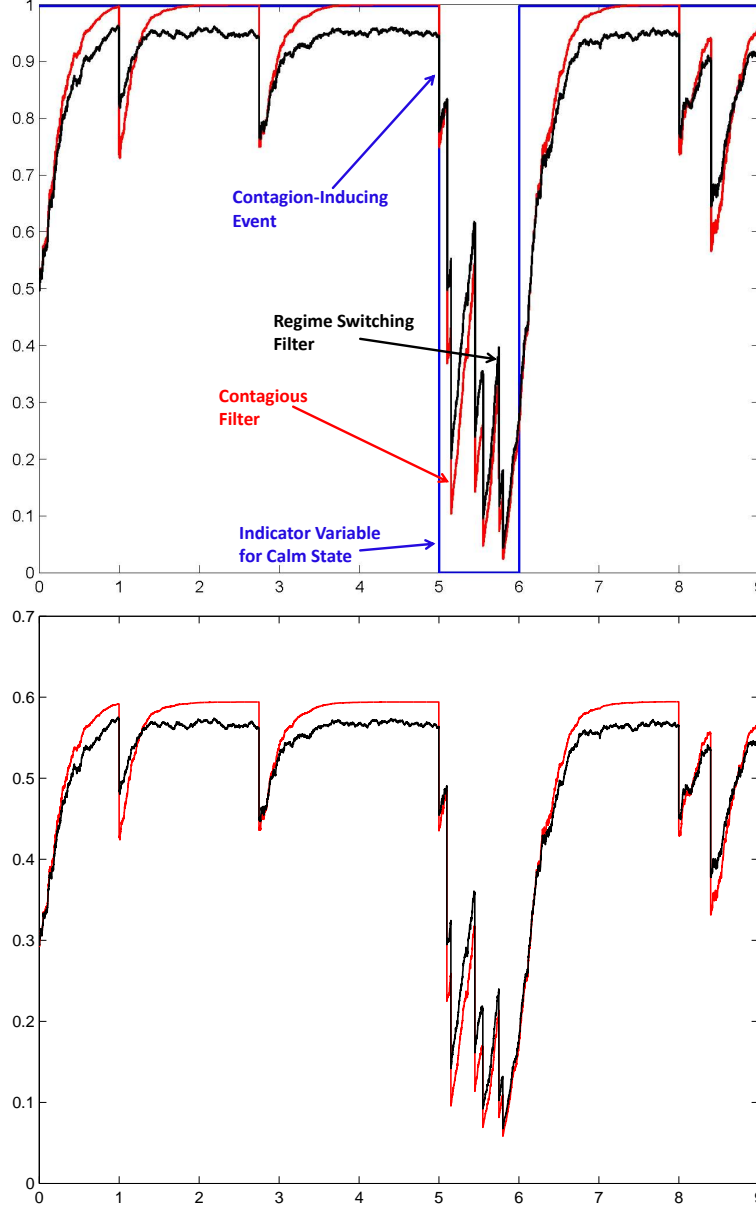 1
0.9
0.8
0.7
Contagion-Inducing
Event
0.6
0.5
Regime Switching
Filter
0.4
Contagious
Filter
0.3
0.2
0.1
Indicator Variable
for Calm State
0
0 1 2 3 4 5 6 7 8 9
0.7
0.6
0.5
0.4
0.3
0.2
0.1
0
0 1 2 3 4 5 6 7 8 9